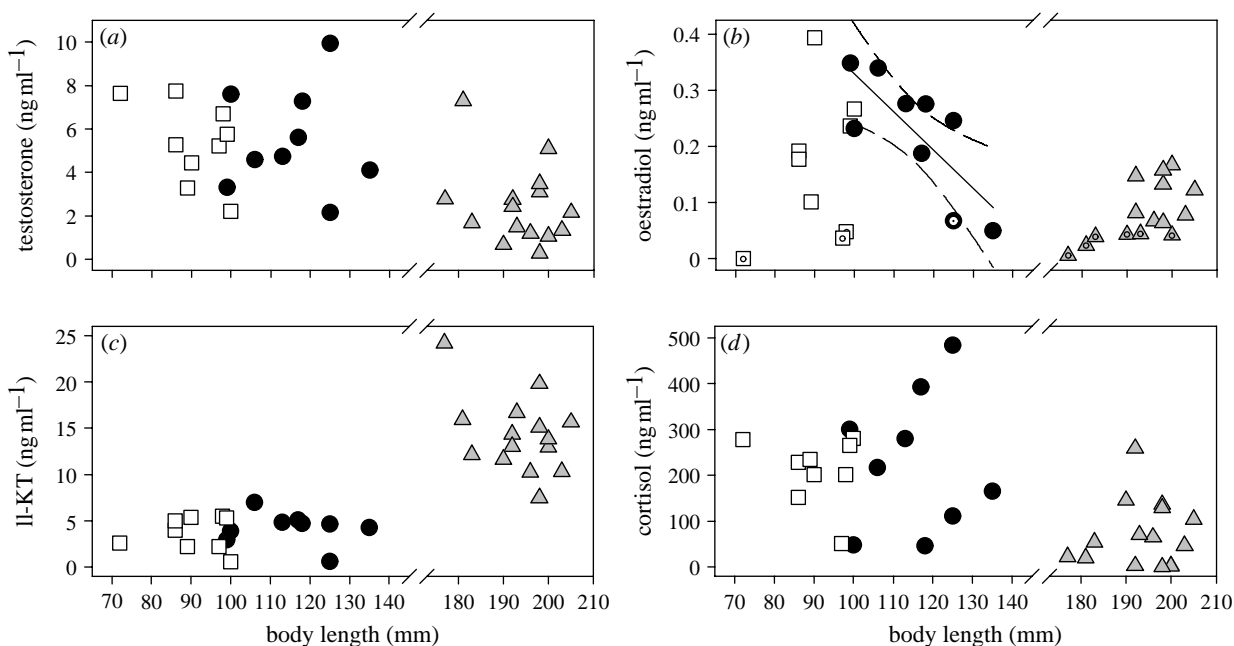 (a)
(b)
testosterone (ng ml−1)
10
8
6
4
2
0
oestradiol (ng ml−1)
0.4
0.3
0.2
0.1
0
(c)
(d)
ll-KT (ng ml−1)
25
20
15
10
5
0
cortisol (ng ml−1)
500
400
300
200
100
0
70 80 90 100 110 120 130 140 180 190 200 210
70 80 90 100 110 120 130 140 180 190 200 210
body length (mm)
body length (mm)